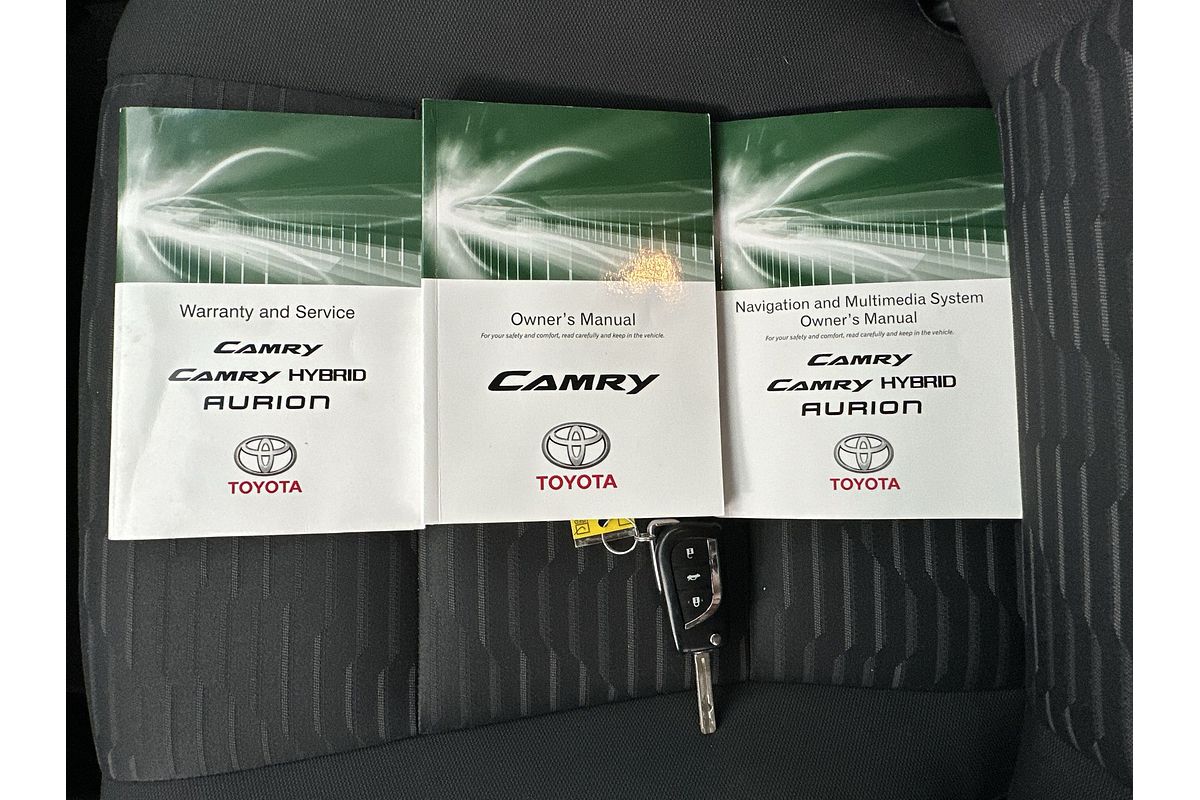 Warranty and Service
CAMRY
CAMRY HYBRID
AURION
TOYOTA
Owner's Manual
For your safety and comfort, read carefully and keep in the vehicle.
CAMRY
TOYOTA
Navigation and Multimedia System
Owner's Manual
For your safety and comfort, read carefully and keep in the vehicle.
CAMRY
CAMRY HYBRID
AURION
TOYOTA